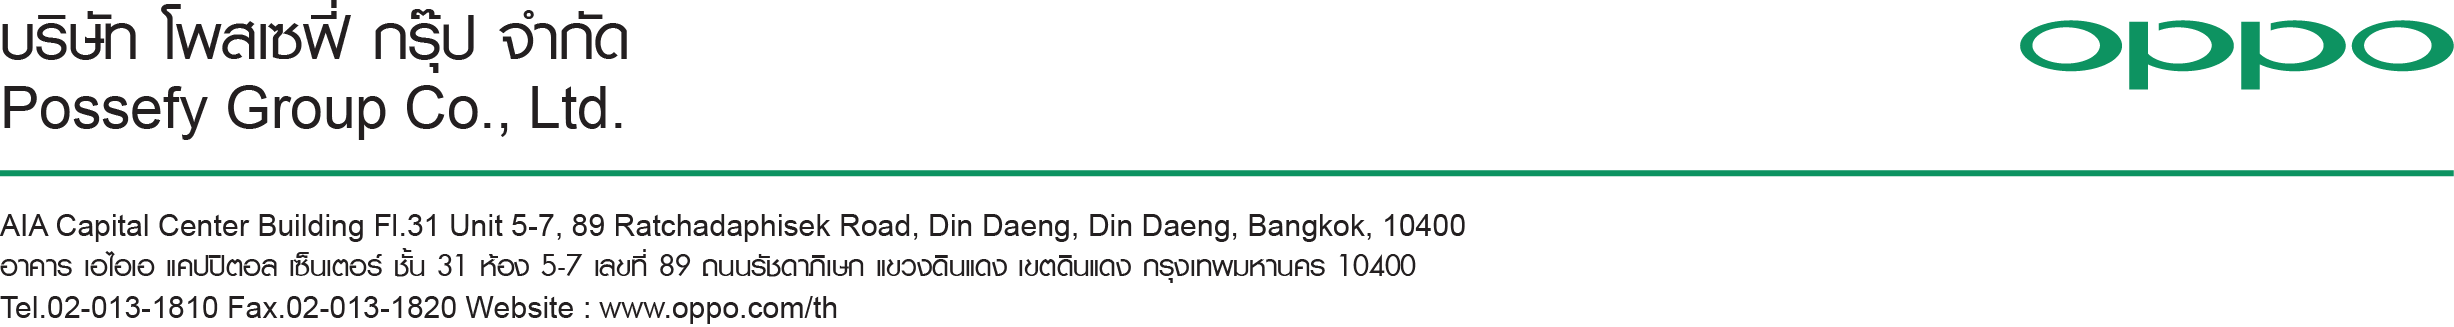 บริษัท โพสเซฟี่ กรุ๊ป จำกัด
oppo
Possefy Group Co., Ltd.
AIA Capital Center Building Fl.31 Unit 5-7, 89 Ratchadaphisek Road, Din Daeng, Din Daeng, Bangkok, 10400
อาคาร เอไอเอ แคปปิตอล เซ็นเตอร์ ชั้น 31 ห้อง 5-7 เลขที่ 89 ถนนรัชดาภิเษก แขวงดินแดง เขตดินแดง กรุงเทพมหานคร 10400
Tel.02-013-1810 Fax.02-013-1820 Website : www.oppo.com/th